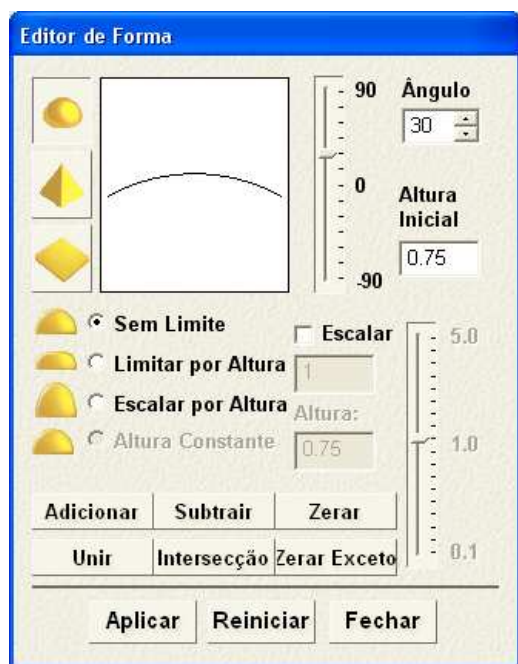 Editor de Forma
90
0
-90
Ângulo
30
Altura
Inicial
0.75
Sem Limite
Limitar por Altura
Escalar por Altura
Altura Constante
Escalar
1
Altura:
0.75
5.0
1.0
0.1
Adicionar Subtrair Zerar
Unir Intersecção Zerar Exceto
Aplicar Reiniciar Fechar